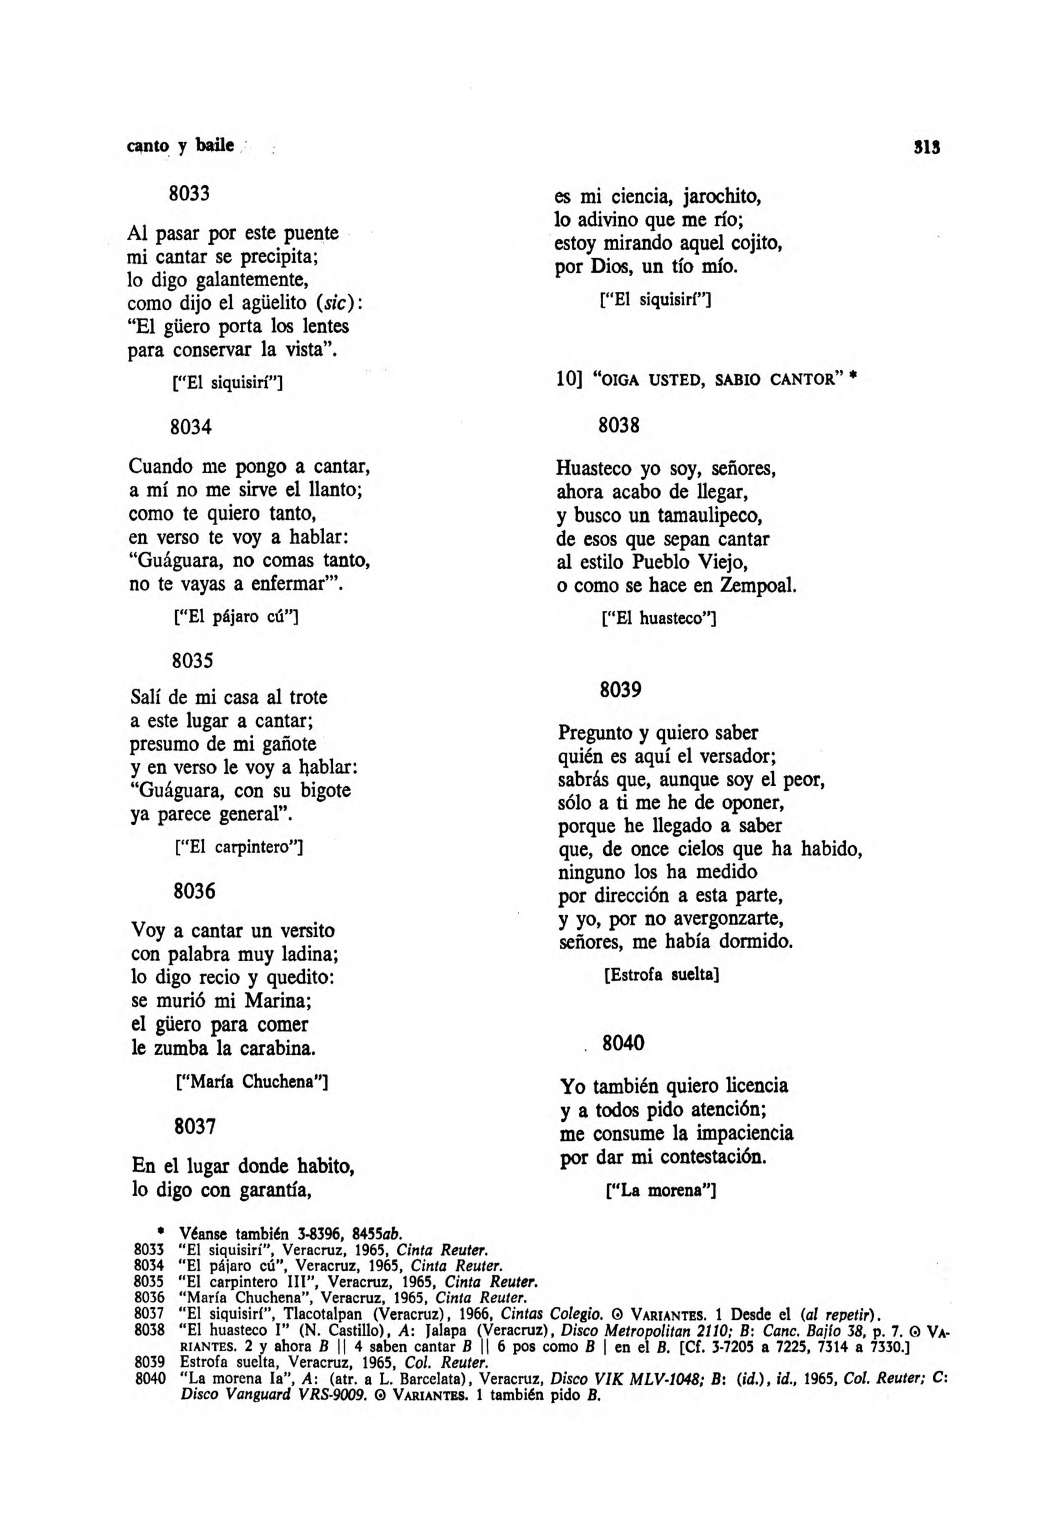 canto y baile
313
8033
Al pasar por este puente
mi cantar se precipita;
lo digo galantemente,
como dijo el agüelito (sic):
“El güero porta los lentes
para conservar la vista”.
[“El siquisirí”]
8034
Cuando me pongo a cantar,
a mí no me sirve el llanto;
como te quiero tanto,
en verso te voy a hablar:
“Guáguara, no comas tanto,
no te vayas a enfermar”’.
[“El pájaro cú”]
8035
Salí de mi casa al trote
a este lugar a cantar;
presumo de mi gañote
y en verso le voy a hablar:
“Guáguara, con su bigote
ya parece general”.
[“El carpintero”]
8036
Voy a cantar un versito
con palabra muy ladina;
lo digo recio y quedito:
se murió mi Marina;
el güero para comer
le zumba la carabina.
[“María Chuchena”]
8037
En el lugar donde habito,
lo digo con garantía,
es mi ciencia, jarochito,
lo adivino que me río;
estoy mirando aquel cojito,
por Dios, un tío mío.
[“El siquisirí”]
10] “OIGA USTED, SABIO CANTOR” *
8038
Huasteco yo soy, señores,
ahora acabo de llegar,
y busco un tamaulipeco,
de esos que sepan cantar
al estilo Pueblo Viejo,
o como se hace en Zempoal.
[“El huasteco”]
8039
Pregunto y quiero saber
quién es aquí el versador;
sabrás que, aunque soy el peor,
sólo a ti me he de oponer,
porque he llegado a saber
que, de once cielos que ha habido,
ninguno los ha medido
por dirección a esta parte,
y yo, por no avergonzarte,
señores, me había dormido.
[Estrofa suelta]
8040
Yo también quiero licencia
y a todos pido atención;
me consume la impaciencia
por dar mi contestación.
[“La morena”]
* Véanse también 3-8396, 8455ab.
8033 “El siquisirí”, Veracruz, 1965, Cinta Reuter.
8034 “El pájaro cú”, Veracruz, 1965, Cinta Reuter.
8035 “El carpintero III”, Veracruz, 1965, Cinta Reuter.
8036 “María Chuchena”, Veracruz, 1965, Cinta Reuter.
8037 “El siquisirí”, Tlacotalpan (Veracruz), 1966, Cintas Colegio. ⊙ VARIANTES. 1 Desde el (al repetir).
8038 “El huasteco I” (N. Castillo), A: Jalapa (Veracruz), Disco Metropolitan 2110; B: Canc. Bajío 38, p. 7. ⊙ VA-
RIANTES. 2 y ahora B || 4 saben cantar B || 6 pos como B | en el B. [Cf. 3-7205 a 7225, 7314 a 7330.]
8039 Estrofa suelta, Veracruz, 1965, Col. Reuter.
8040 “La morena Ia”, A: (atr. a L. Barcelata), Veracruz, Disco VIK MLV-1048; B: (id.), id., 1965, Col. Reuter; C:
Disco Vanguard VRS-9009. ⊙ VARIANTES. 1 también pido B.